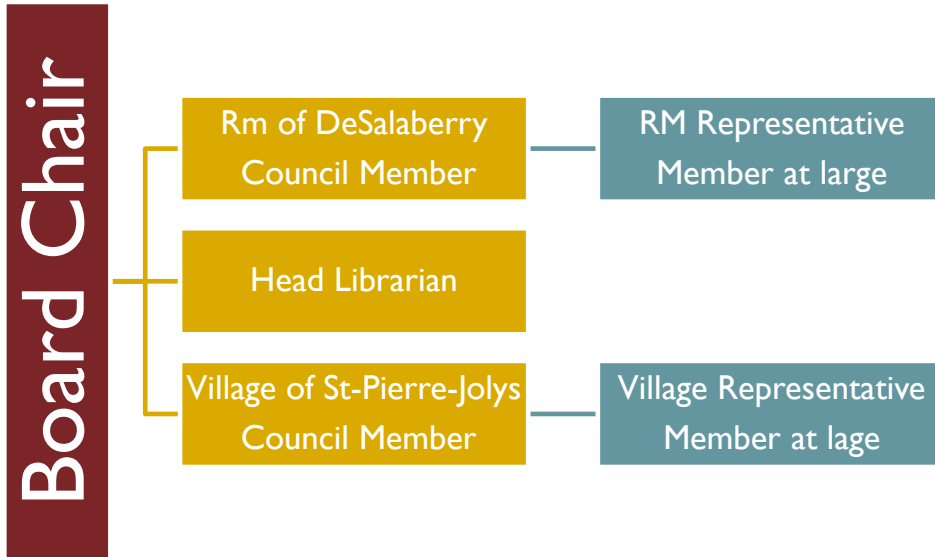 Board Chair
Rm of DeSalaberry
Council Member
RM Representative
Member at large
Head Librarian
Village of St-Pierre-Jolys
Council Member
Village Representative
Member at lage